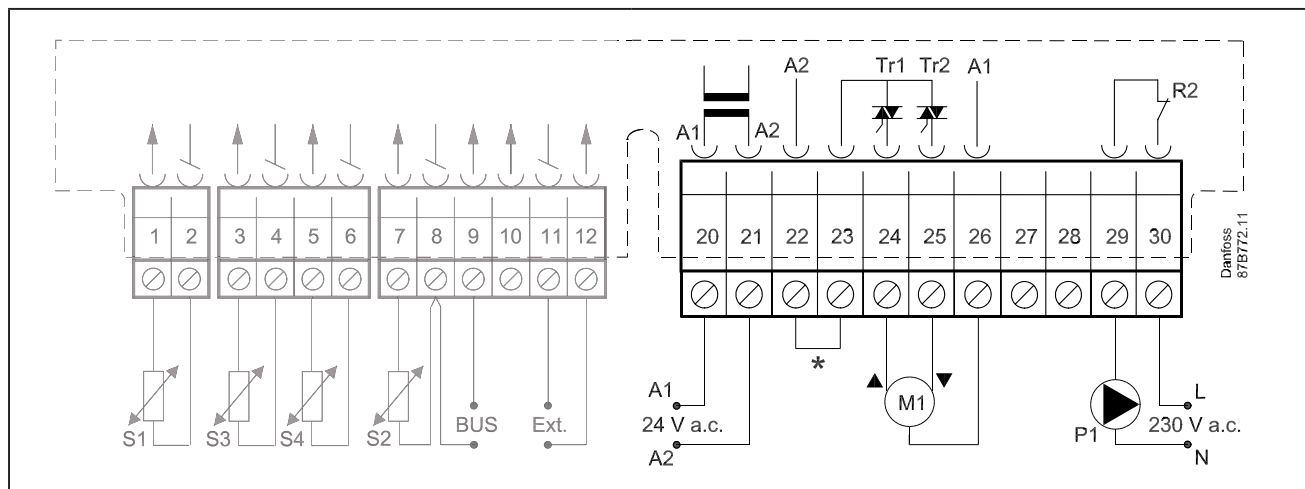 A2 Tr1 Tr2 A1
R2
A1 A2
1 2 3 4 5 6 7 8 9 10 11 12
20 21 22 23 24 25 26 27 28 29 30
Danfoss
87B772.11
*
A1
M1
L
S1 S3 S4 S2 BUS Ext.
24 V a.c.
P1
230 V a.c.
A2
N